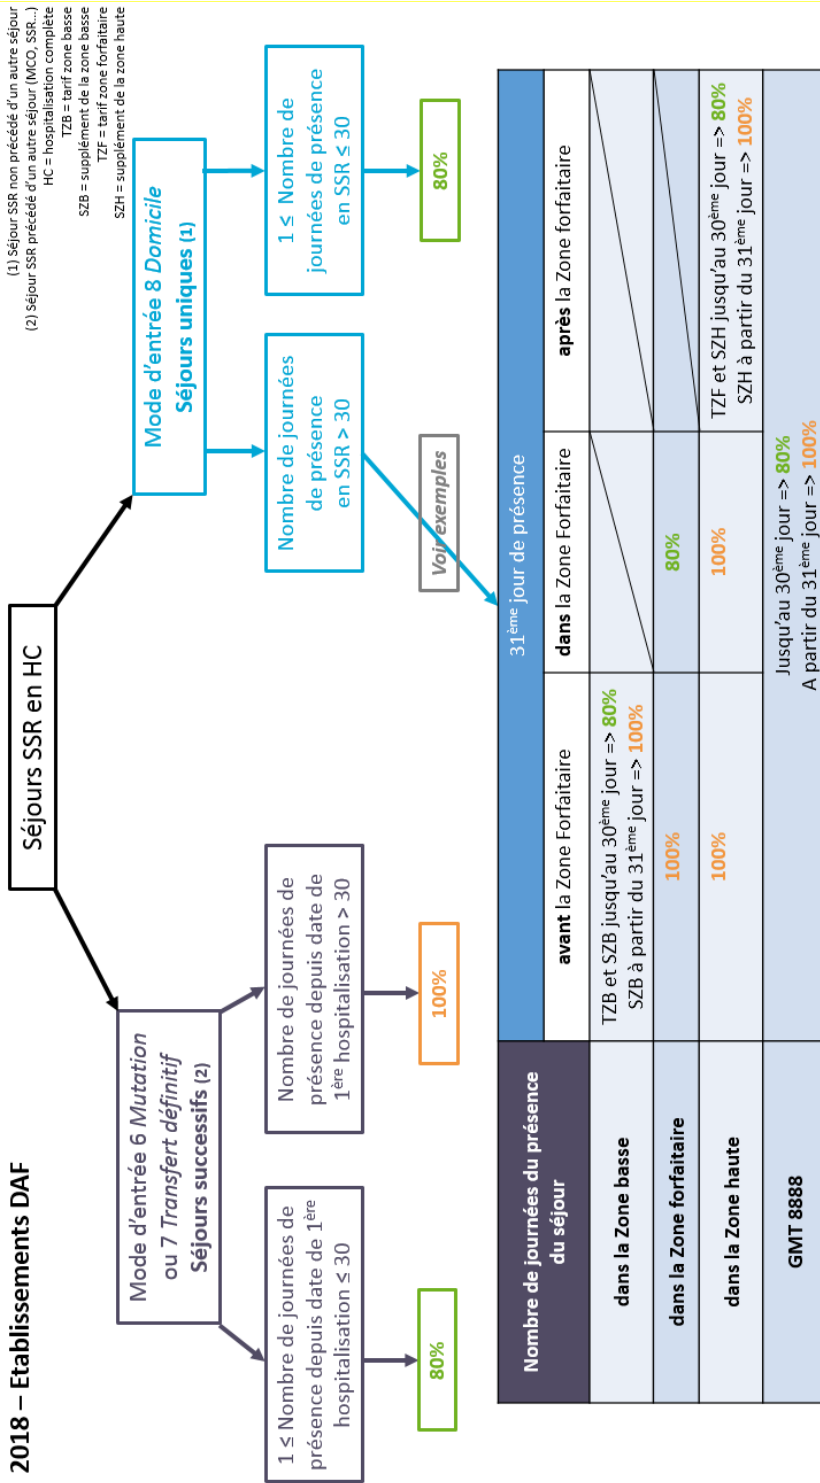 2018 – Etablissements DAF
(1) Séjour SSR non précédé d'un autre séjour
(2) Séjour SSR précédé d'un autre séjour (MCO, SSR...)
HC = hospitalisation complète
TZB = tarif zone basse
SZB = supplément de la zone basse
TZF = tarif zone forfaitaire
SZH = supplément de la zone haute
Séjours SSR en HC
Mode d'entrée 6 Mutation
ou 7 Transfert définitif
Séjours successifs (2)
Mode d'entrée 8 Domicile
Séjours uniques (1)
1 ≤ Nombre de journées de
présence depuis date de 1ère
hospitalisation ≤ 30
Nombre de journées de
présence depuis date de
1ère hospitalisation > 30
Nombre de journées
de présence
en SSR > 30
1 ≤ Nombre de
journées de présence
en SSR ≤ 30
80%
100%
Voir exemples
80%
Nombre de journées du présence
du séjour
31ème jour de présence
avant la Zone Forfaitaire
dans la Zone Forfaitaire
après la Zone forfaitaire
dans la Zone basse
TZB et SZB jusqu'au 30ème jour => 80%
SZB à partir du 31ème jour => 100%
dans la Zone forfaitaire
100%
80%
dans la Zone haute
100%
100%
TZF et SZH jusqu'au 30ème jour => 80%
SZH à partir du 31ème jour => 100%
GMT 8888
Jusqu'au 30ème jour => 80%
A partir du 31ème jour => 100%